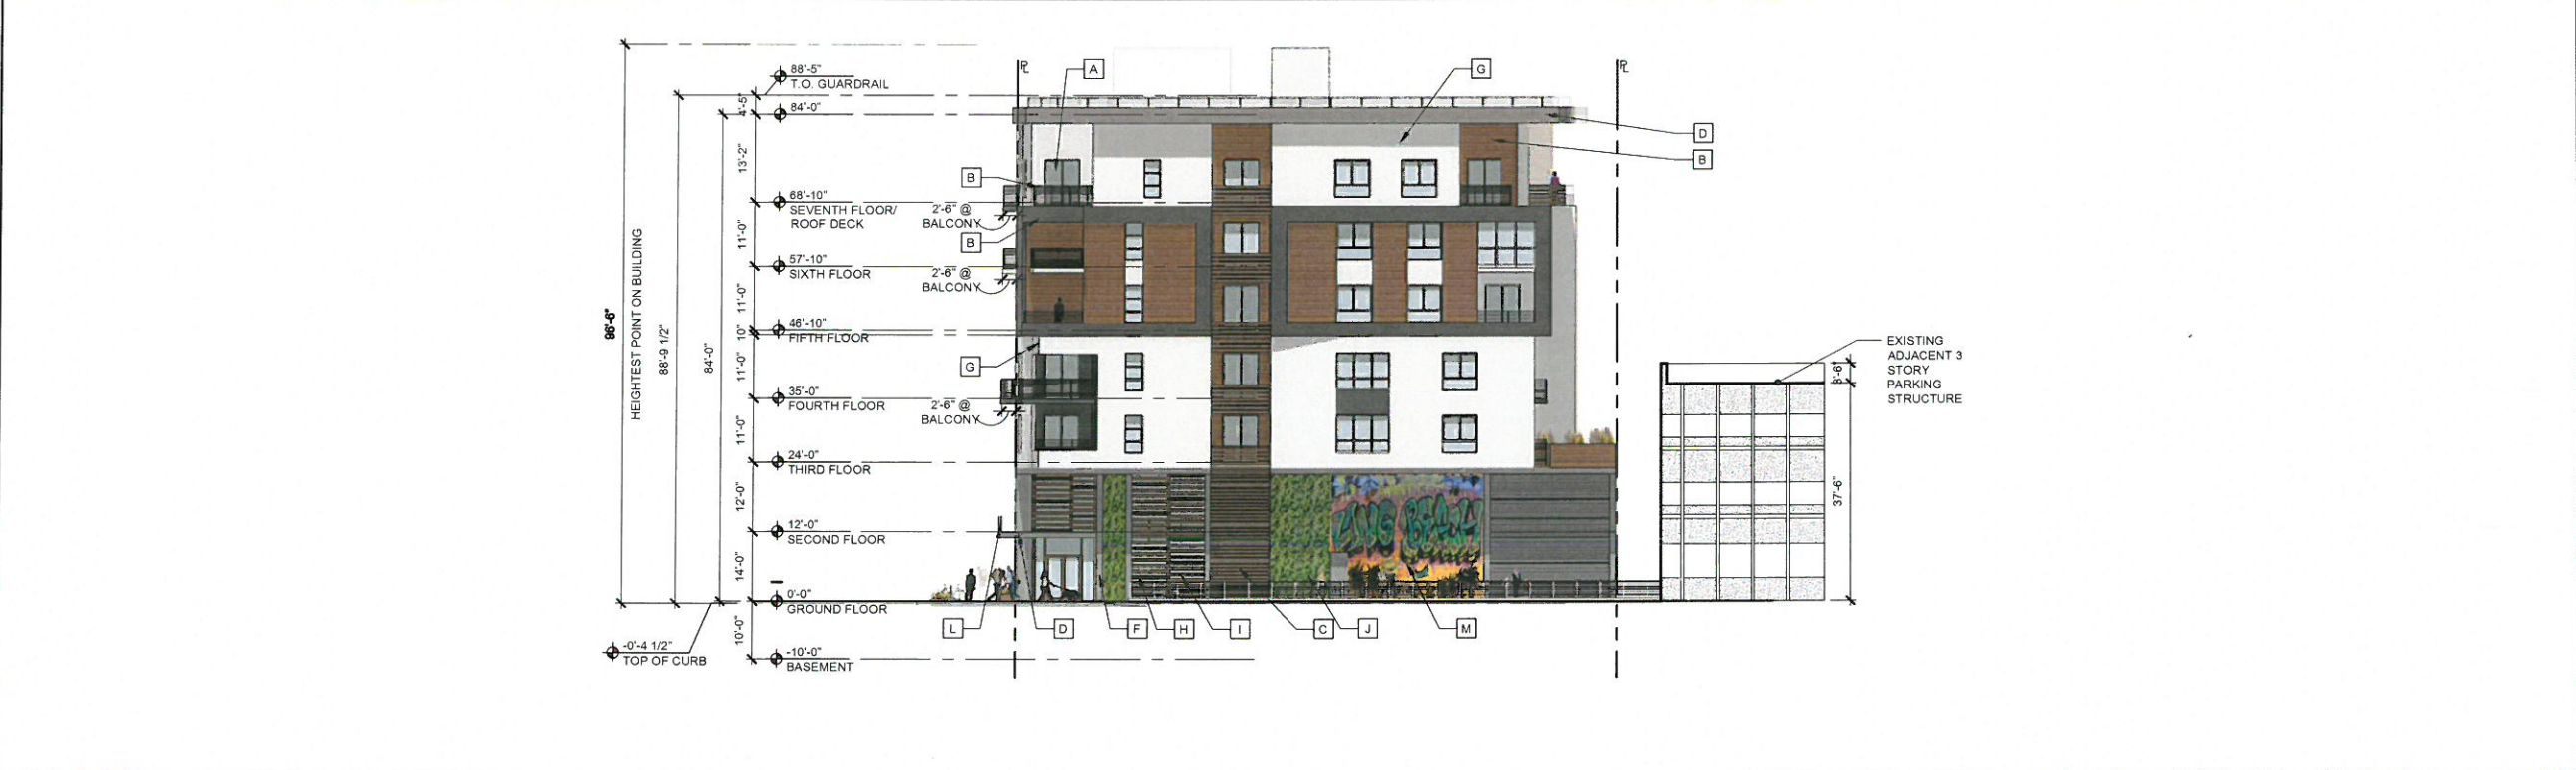 88'-5"
T.O. GUARDRAIL
84'-0"
68'-10"
SEVENTH FLOOR/
ROOF DECK
57'-10"
SIXTH FLOOR
46'-10"
FIFTH FLOOR
35'-0"
FOURTH FLOOR
24'-0"
THIRD FLOOR
12'-0"
SECOND FLOOR
0'-0"
GROUND FLOOR
-10'-0"
BASEMENT
-0'-4 1/2"
TOP OF CURB
96'-6"
HEIGHTEST POINT ON BUILDING
88'-9 1/2"
84'-0"
4'-5"
13'-2"
11'-0"
11'-0"
10"
11'-0"
11'-0"
12'-0"
14'-0"
10'-0"
2'-6" @
BALCONY
2'-6" @
BALCONY
2'-6" @
BALCONY
PL
PL
A
G
D
B
B
B
G
LONG BEACH
L
D
F
H
I
C
J
M
EXISTING
ADJACENT 3
STORY
PARKING
STRUCTURE
8'-6"
37'-6"